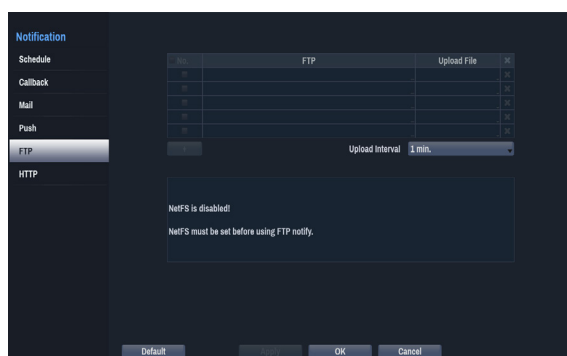 Notification
Schedule
No. FTP Upload File
Callback
Mail
Push
FTP
Upload Interval 1 min.
HTTP
NetFS is disabled!
NetFS must be set before using FTP notify.
Default Apply OK Cancel